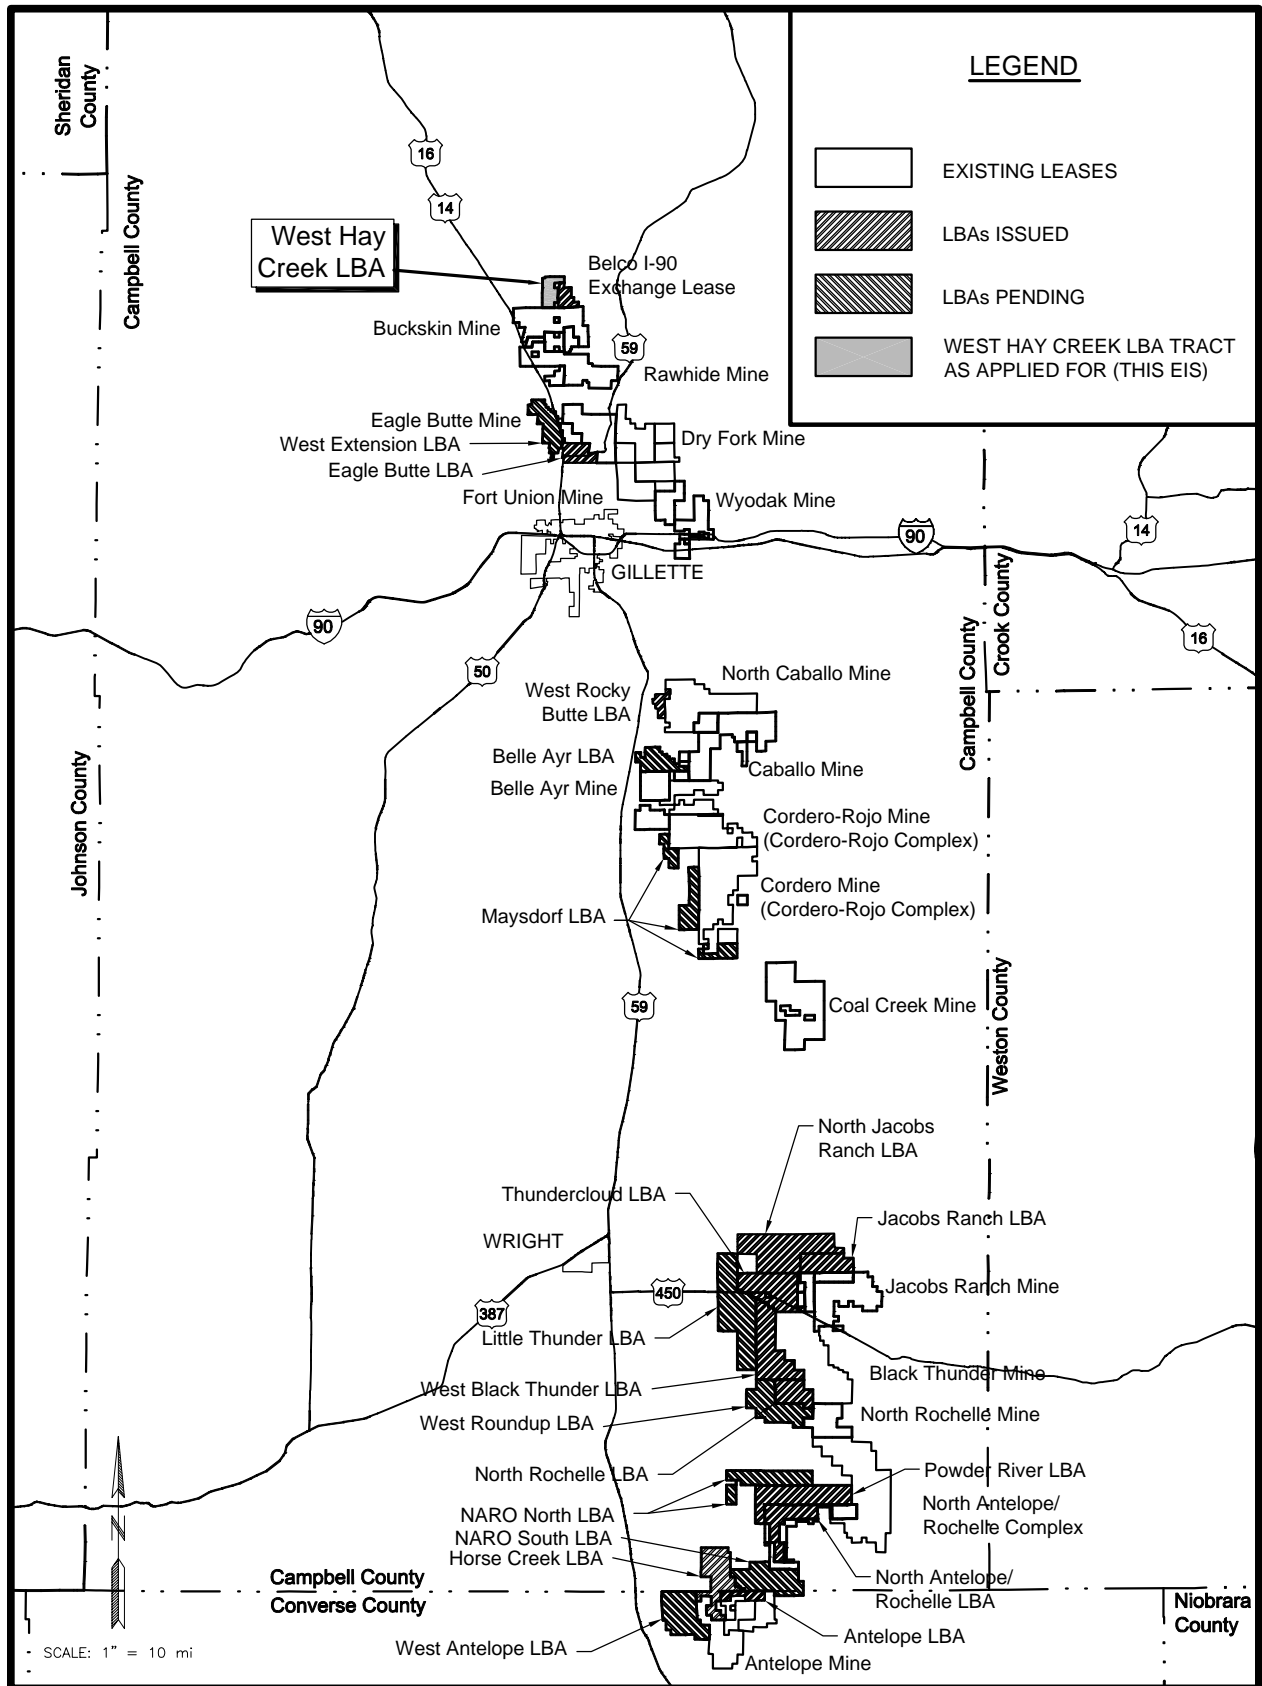 LEGEND
EXISTING LEASES
LBAs ISSUED
LBAs PENDING
WEST HAY CREEK LBA TRACT
AS APPLIED FOR (THIS EIS)
Sheridan
County
Campbell County
16
14
West Hay
Creek LBA
Belco I-90
Exchange Lease
Buckskin Mine
59
Rawhide Mine
Eagle Butte Mine
West Extension LBA
Eagle Butte LBA
Dry Fork Mine
Fort Union Mine
Wyodak Mine
90
14
GILLETTE
90
16
Campbell County
Crook County
50
North Caballo Mine
West Rocky
Butte LBA
Belle Ayr LBA
Caballo Mine
Belle Ayr Mine
Johnson County
Cordero-Rojo Mine
(Cordero-Rojo Complex)
Cordero Mine
(Cordero-Rojo Complex)
Maysdorf LBA
59
Coal Creek Mine
Weston County
North Jacobs
Ranch LBA
Thundercloud LBA
Jacobs Ranch LBA
WRIGHT
Jacobs Ranch Mine
450
387
Little Thunder LBA
Black Thunder Mine
West Black Thunder LBA
West Roundup LBA
North Rochelle Mine
North Rochelle LBA
Powder River LBA
NARO North LBA
North Antelope/
Rochelle Complex
NARO South LBA
Horse Creek LBA
North Antelope/
Rochelle LBA
Campbell County
Converse County
Niobrara
County
West Antelope LBA
Antelope LBA
Antelope Mine
N
SCALE: 1" = 10 mi